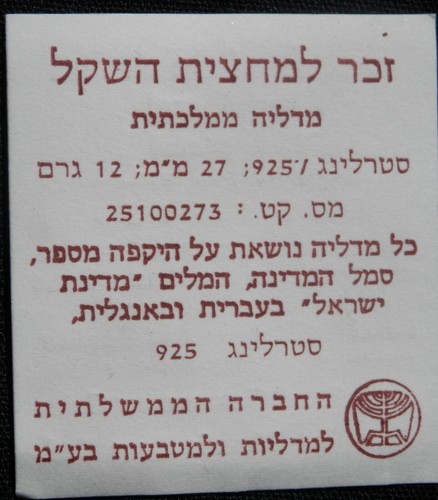 זכר למחצית השקל
מדליה ממלכתית
סטרלינג /925; 27 מ"מ; 12 גרם
מס. קט. : 25100273
כל מדליה נושאת על היקפה מספר,
סמל המדינה, המלים "מדינת
ישראל" בעברית ובאנגלית,
סטרלינג 925
החברה הממשלתית
למדליות ולמטבעות בע"מ